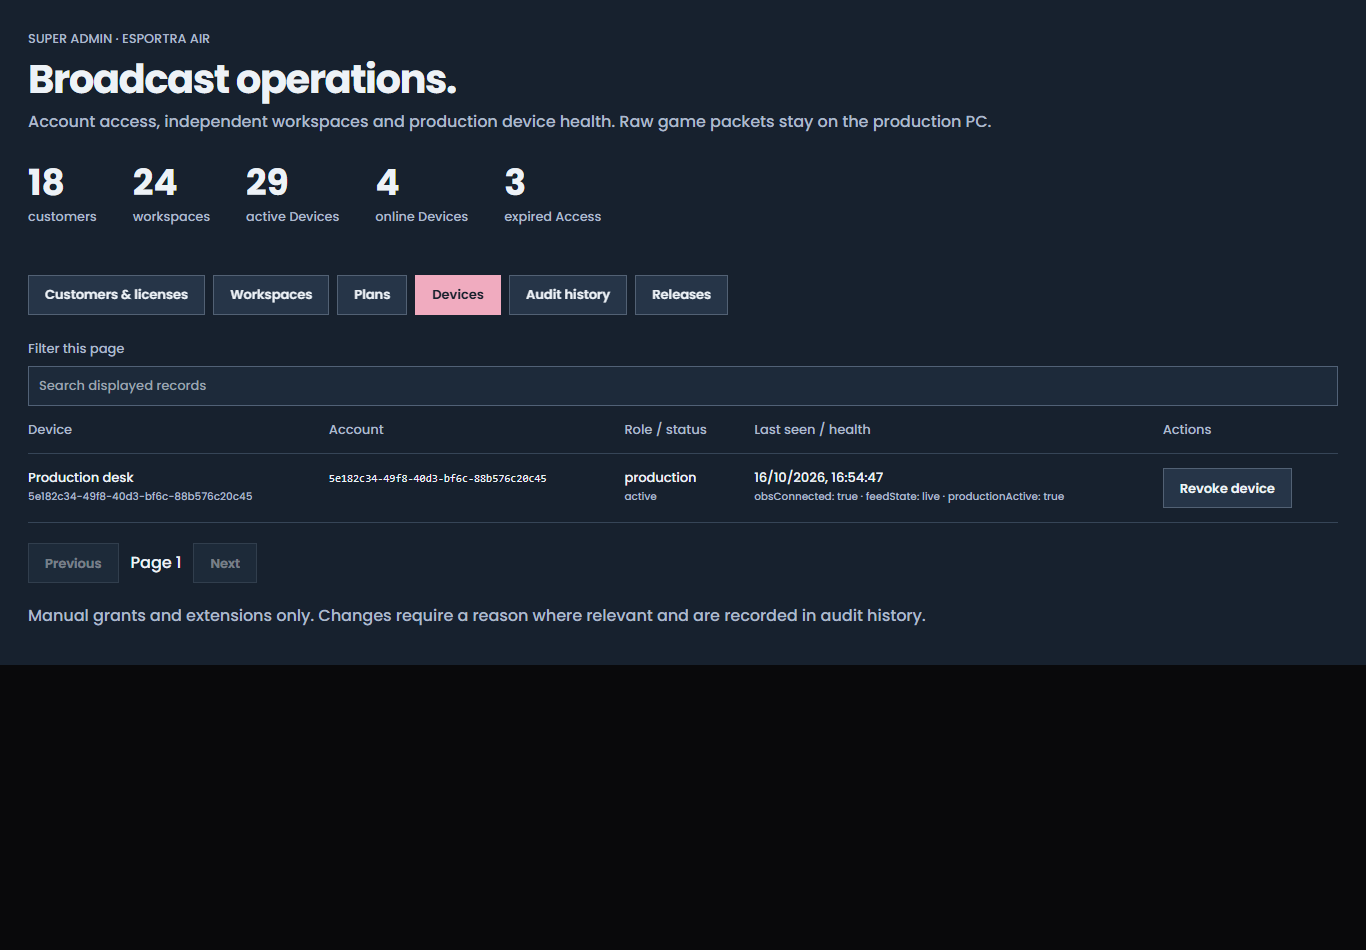 SUPER ADMIN · ESPORTRA AIR
Broadcast operations.
Account access, independent workspaces and production device health. Raw game packets stay on the production PC.
18 24 29 4 3
customers workspaces active Devices online Devices expired Access
Customers & licenses Workspaces Plans Devices Audit history Releases
Filter this page
Search displayed records
Device Account Role / status Last seen / health Actions
Production desk 5e182c34-49f8-40d3-bf6c-88b576c20c45 production 16/10/2026, 16:54:47 Revoke device
5e182c34-49f8-40d3-bf6c-88b576c20c45 active obsConnected: true · feedState: live · productionActive: true
Previous Page 1 Next
Manual grants and extensions only. Changes require a reason where relevant and are recorded in audit history.